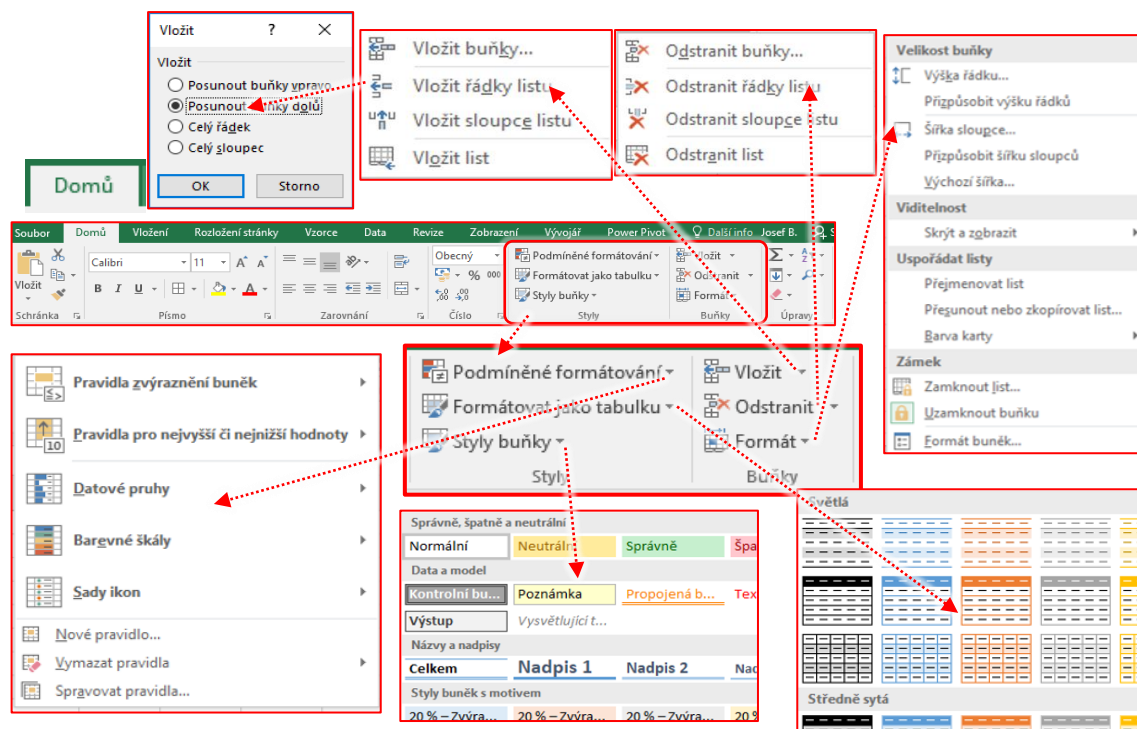 Vložit ? ×
Vložit
Posunout buňky vpravo
Posunout buňky dolů
Celý řádek
Celý sloupec
OK Storno
Vložit buňky...
Vložit řádky listu
Vložit sloupce listu
Vložit list
Odstranit buňky...
Odstranit řádky listu
Odstranit sloupce listu
Odstranit list
Velikost buňky
Výška řádku...
Přizpůsobit výšku řádků
Šířka sloupce...
Přizpůsobit šířku sloupců
Výchozí šířka...
Viditelnost
Skrýt a zobrazit
Uspořádat listy
Přejmenovat list
Přesunout nebo zkopírovat list...
Barva karty
Zámek
Zamknout list...
Uzamknout buňku
Formát buněk...
Domů
Soubor Domů Vložení Rozložení stránky Vzorce Data Revize Zobrazení Vývojář Power Pivot Další info Josef B. S
Vložit
Calibri 11 A A
B I U A
Obecný
% 000
Podmíněné formátování
Formátovat jako tabulku
Styly buňky
Vložit
Odstranit
Formát
Schránka Písmo Zarovnání Číslo Styly Buňky Úpravy
Pravidla zvýraznění buněk
Pravidla pro nejvyšší či nejnižší hodnoty
Datové pruhy
Barevné škály
Sady ikon
Nové pravidlo...
Vymazat pravidla
Spravovat pravidla...
Podmíněné formátování
Formátovat jako tabulku
Styly buňky
Styly
Vložit
Odstranit
Formát
Buňky
Správně, špatně a neutrální
Normální Neutrální Správně Špa
Data a model
Kontrolní bu... Poznámka Propojená b... Tex
Výstup Vysvětlující t...
Názvy a nadpisy
Celkem Nadpis 1 Nadpis 2 Nad
Styly buněk s motivem
20 % – Zvýra... 20 % – Zvýra... 20 % – Zvýra... 20 %
Světlá
Středně sytá